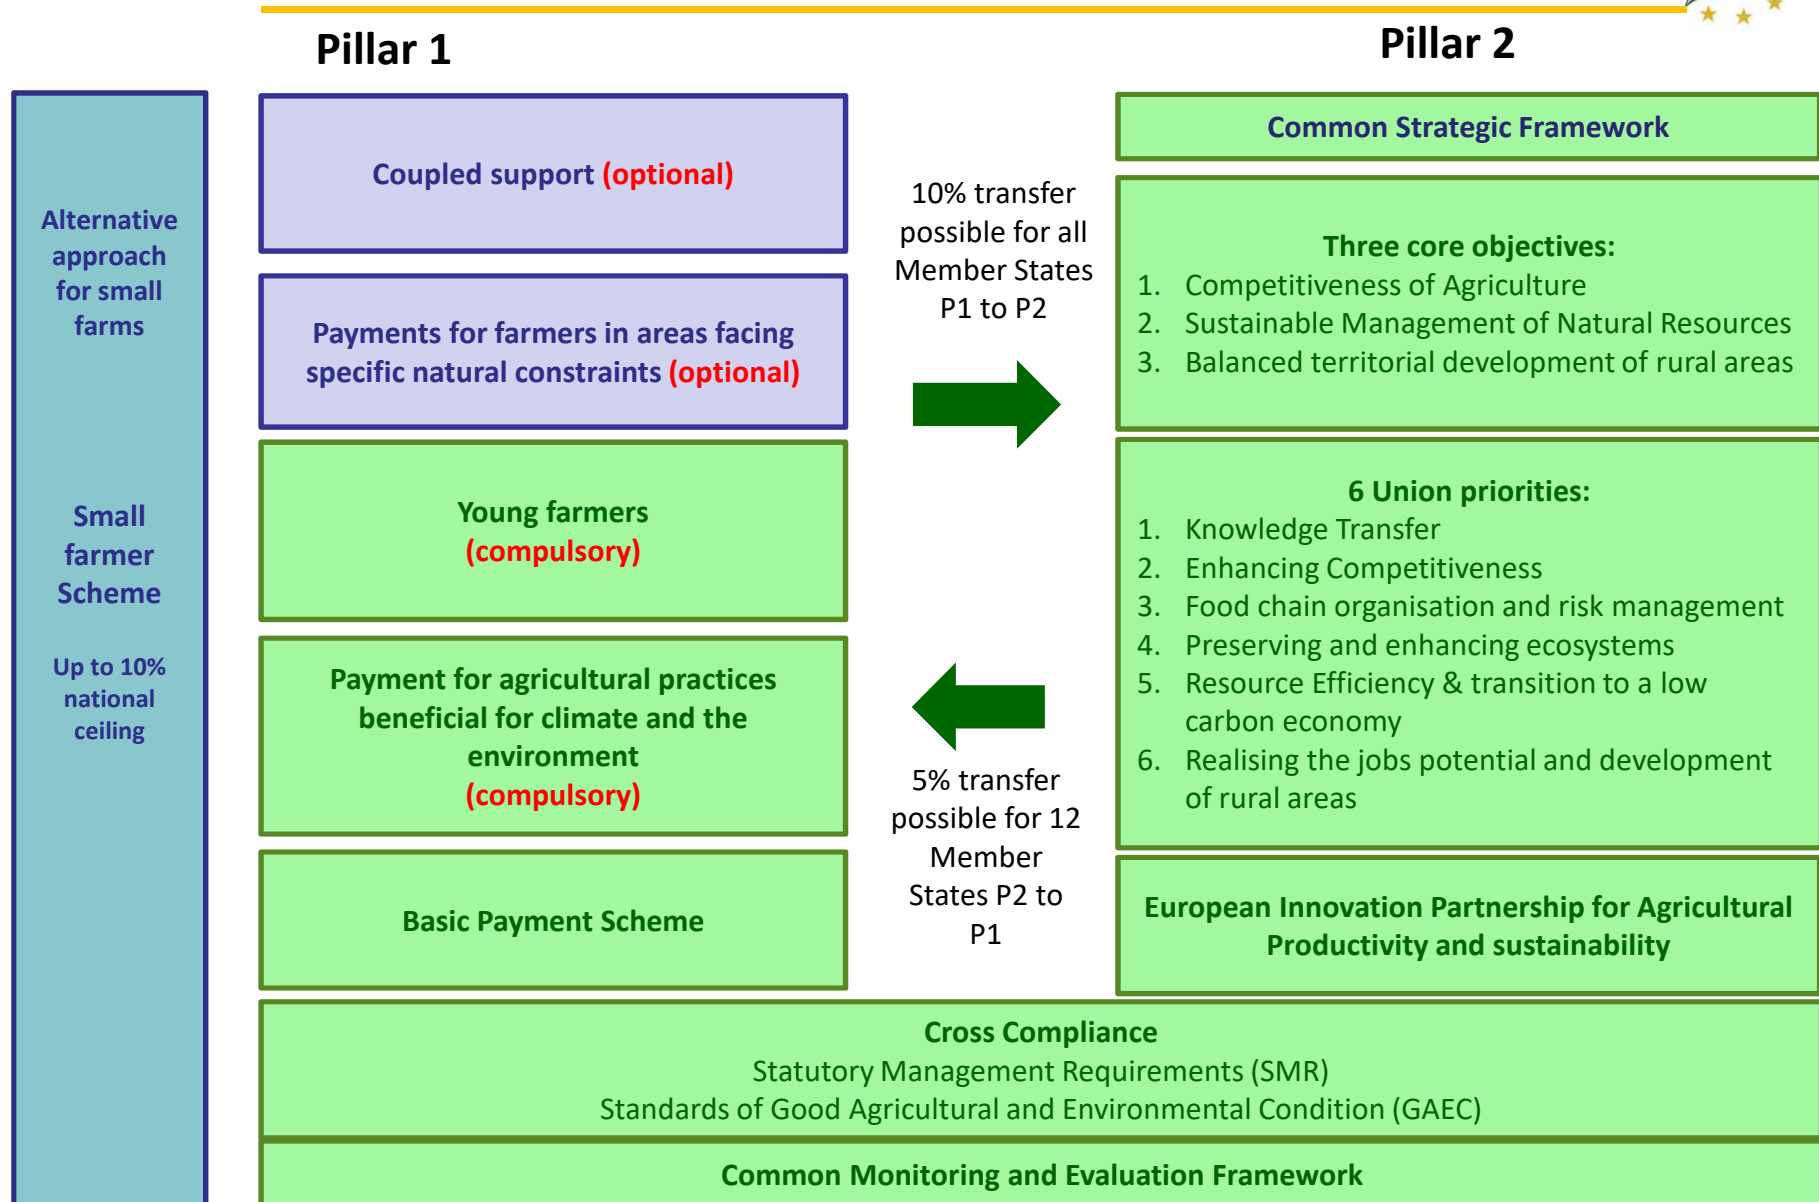 Pillar 1
Pillar 2
Alternative
approach
for small
farms
Small
farmer
Scheme
Up to 10%
national
ceiling
Coupled support (optional)
Payments for farmers in areas facing
specific natural constraints (optional)
Young farmers
(compulsory)
Payment for agricultural practices
beneficial for climate and the
environment
(compulsory)
Basic Payment Scheme
10% transfer
possible for all
Member States
P1 to P2
5% transfer
possible for 12
Member
States P2 to
P1
Common Strategic Framework
Three core objectives:
1. Competitiveness of Agriculture
2. Sustainable Management of Natural Resources
3. Balanced territorial development of rural areas
6 Union priorities:
1. Knowledge Transfer
2. Enhancing Competitiveness
3. Food chain organisation and risk management
4. Preserving and enhancing ecosystems
5. Resource Efficiency & transition to a low
carbon economy
6. Realising the jobs potential and development
of rural areas
European Innovation Partnership for Agricultural
Productivity and sustainability
Cross Compliance
Statutory Management Requirements (SMR)
Standards of Good Agricultural and Environmental Condition (GAEC)
Common Monitoring and Evaluation Framework